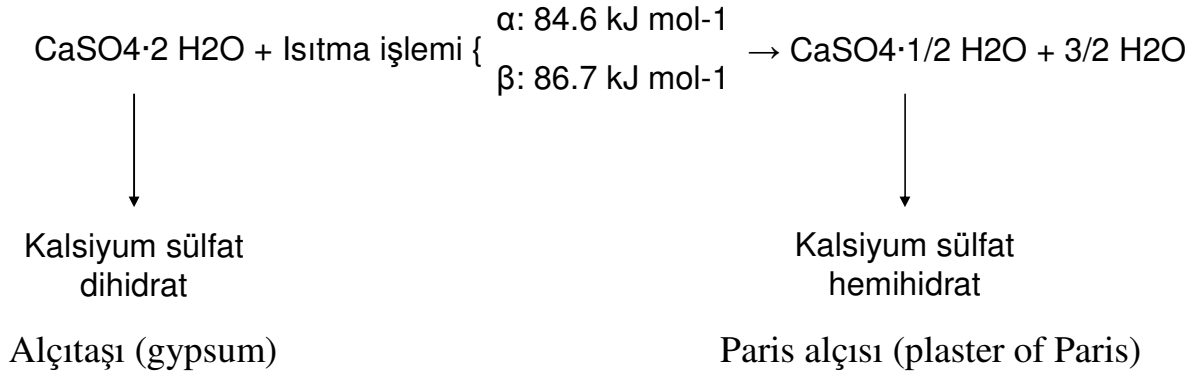 α: 84.6 kJ mol-1
CaSO4·2 H2O + Isıtma işlemi { → CaSO4·1/2 H2O + 3/2 H2O
β: 86.7 kJ mol-1
Kalsiyum sülfat
dihidrat
Kalsiyum sülfat
hemihidrat
Alçıtaşı (gypsum)
Paris alçısı (plaster of Paris)